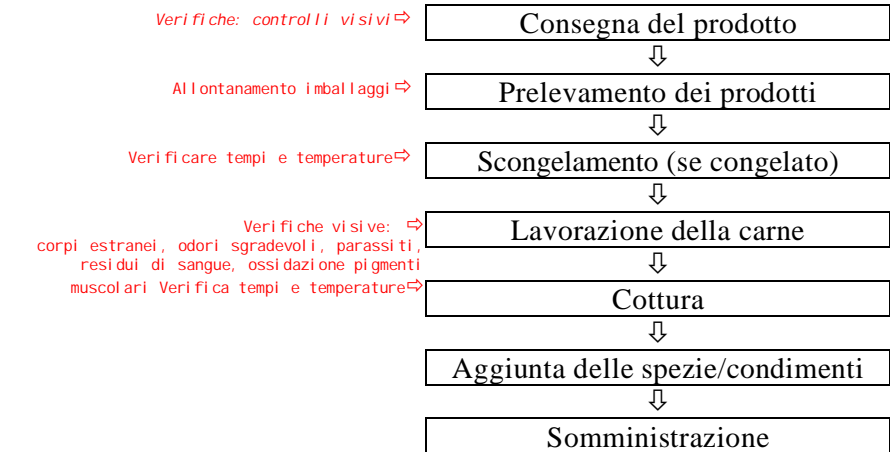 Verifiche: controlli visivi⇨ Consegna del prodotto
⇩
Allontanamento imballaggi⇨ Prelevamento dei prodotti
⇩
Verificare tempi e temperature⇨ Scongelamento (se congelato)
⇩
Verifiche visive: ⇨ Lavorazione della carne
corpi estranei, odori sgradevoli, parassiti,
residui di sangue, ossidazione pigmenti
⇩
muscolari Verifica tempi e temperature⇨ Cottura
⇩
Aggiunta delle spezie/condimenti
⇩
Somministrazione